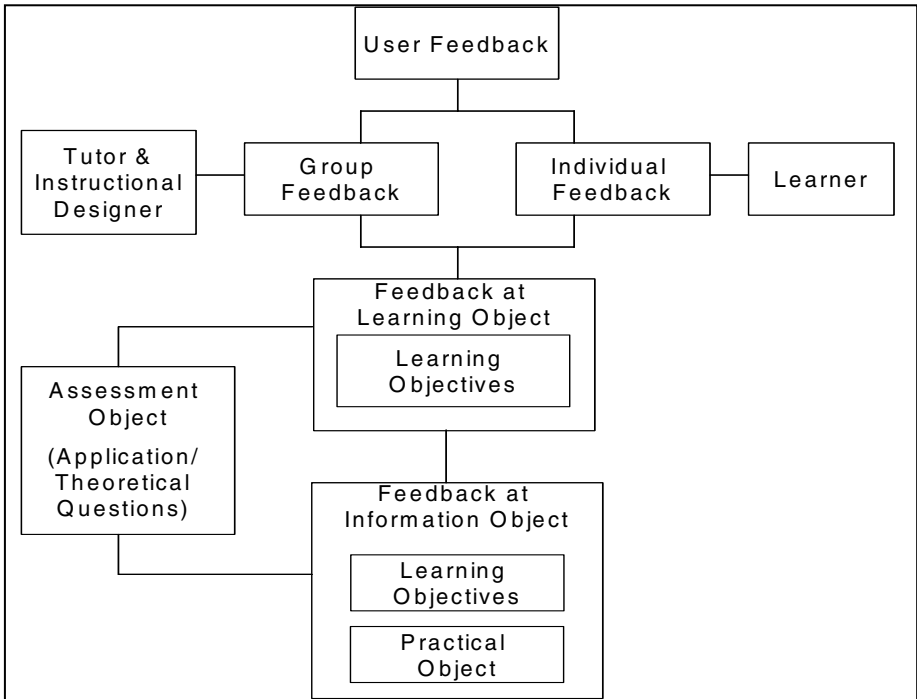 User Feedback
Tutor &
Instructional
Designer
Group
Feedback
Individual
Feedback
Learner
Feedback at
Learning Object
Learning
Objectives
Assessment
Object
(Application/
Theoretical
Questions)
Feedback at
Information Object
Learning
Objectives
Practical
Object